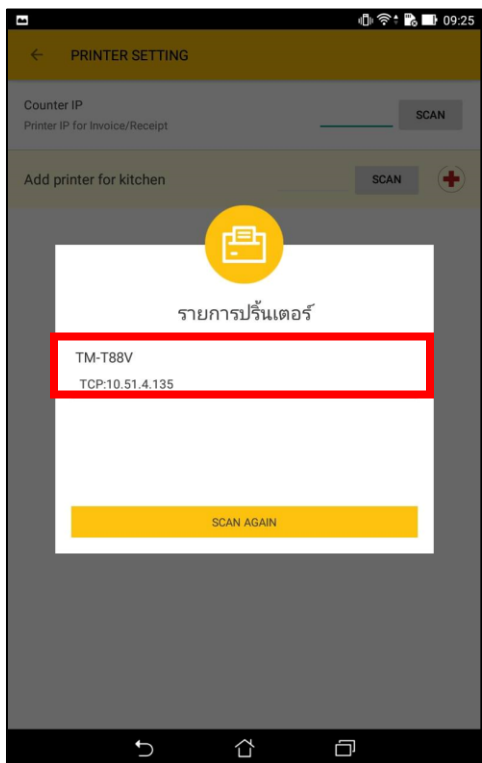 09:25
PRINTER SETTING
Counter IP
Printer IP for Invoice/Receipt
SCAN
Add printer for kitchen
SCAN
รายการปริ้นเตอร์
TM-T88V
TCP:10.51.4.135
SCAN AGAIN